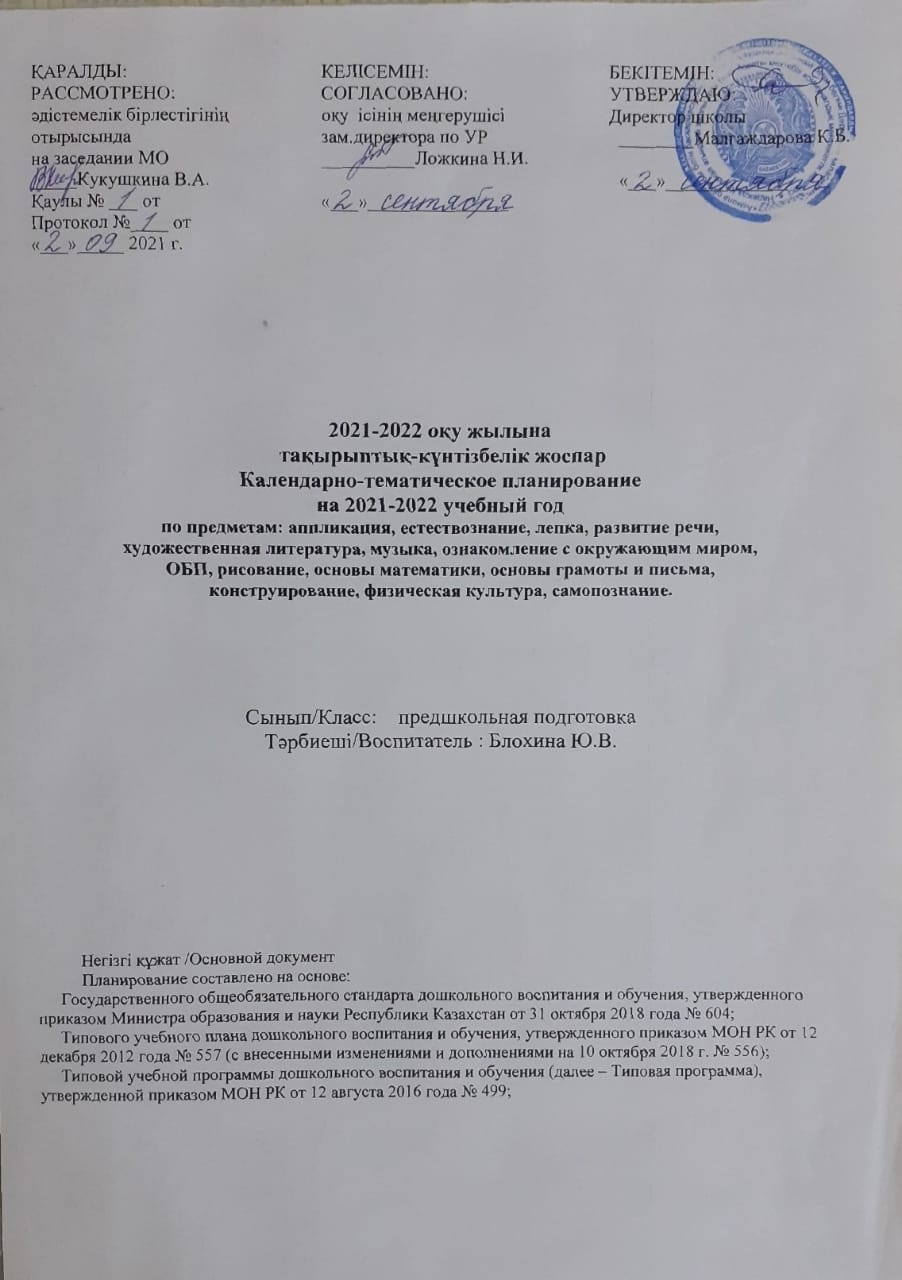 ҚАРАЛДЫ:
РАССМОТРЕНО:
әдістемелік бірлестігінің
отырысында
на заседании МО
Кукушкина В.А.
Қаулы № 1 от
Протокол № 1 от
«2» 09 2021 г.
КЕЛІСЕМІН:
СОГЛАСОВАНО:
оқу ісінің меңгерушісі
зам.директора по УР
__________Ложкина Н.И.
«2» сентября
БЕКІТЕМІН:
УТВЕРЖДАЮ:
Директор школы
________ Малгаждарова К.Б.
«2» сентября
2021-2022 оқу жылына
тақырыптық-күнтізбелік жоспар
Календарно-тематическое планирование
на 2021-2022 учебный год
по предметам: аппликация, естествознание, лепка, развитие речи,
художественная литература, музыка, ознакомление с окружающим миром,
ОБП, рисование, основы математики, основы грамоты и письма,
конструирование, физическая культура, самопознание.
Сынып/Класс: предшкольная подготовка
Тәрбиеші/Воспитатель : Блохина Ю.В.
Негізгі құжат /Основной документ
Планирование составлено на основе:
Государственного общеобязательного стандарта дошкольного воспитания и обучения, утвержденного
приказом Министра образования и науки Республики Казахстан от 31 октября 2018 года № 604;
Типового учебного плана дошкольного воспитания и обучения, утвержденного приказом МОН РК от 12
декабря 2012 года № 557 (с внесенными изменениями и дополнениями на 10 октября 2018 г. № 556);
Типовой учебной программы дошкольного воспитания и обучения (далее – Типовая программа),
утвержденной приказом МОН РК от 12 августа 2016 года № 499;